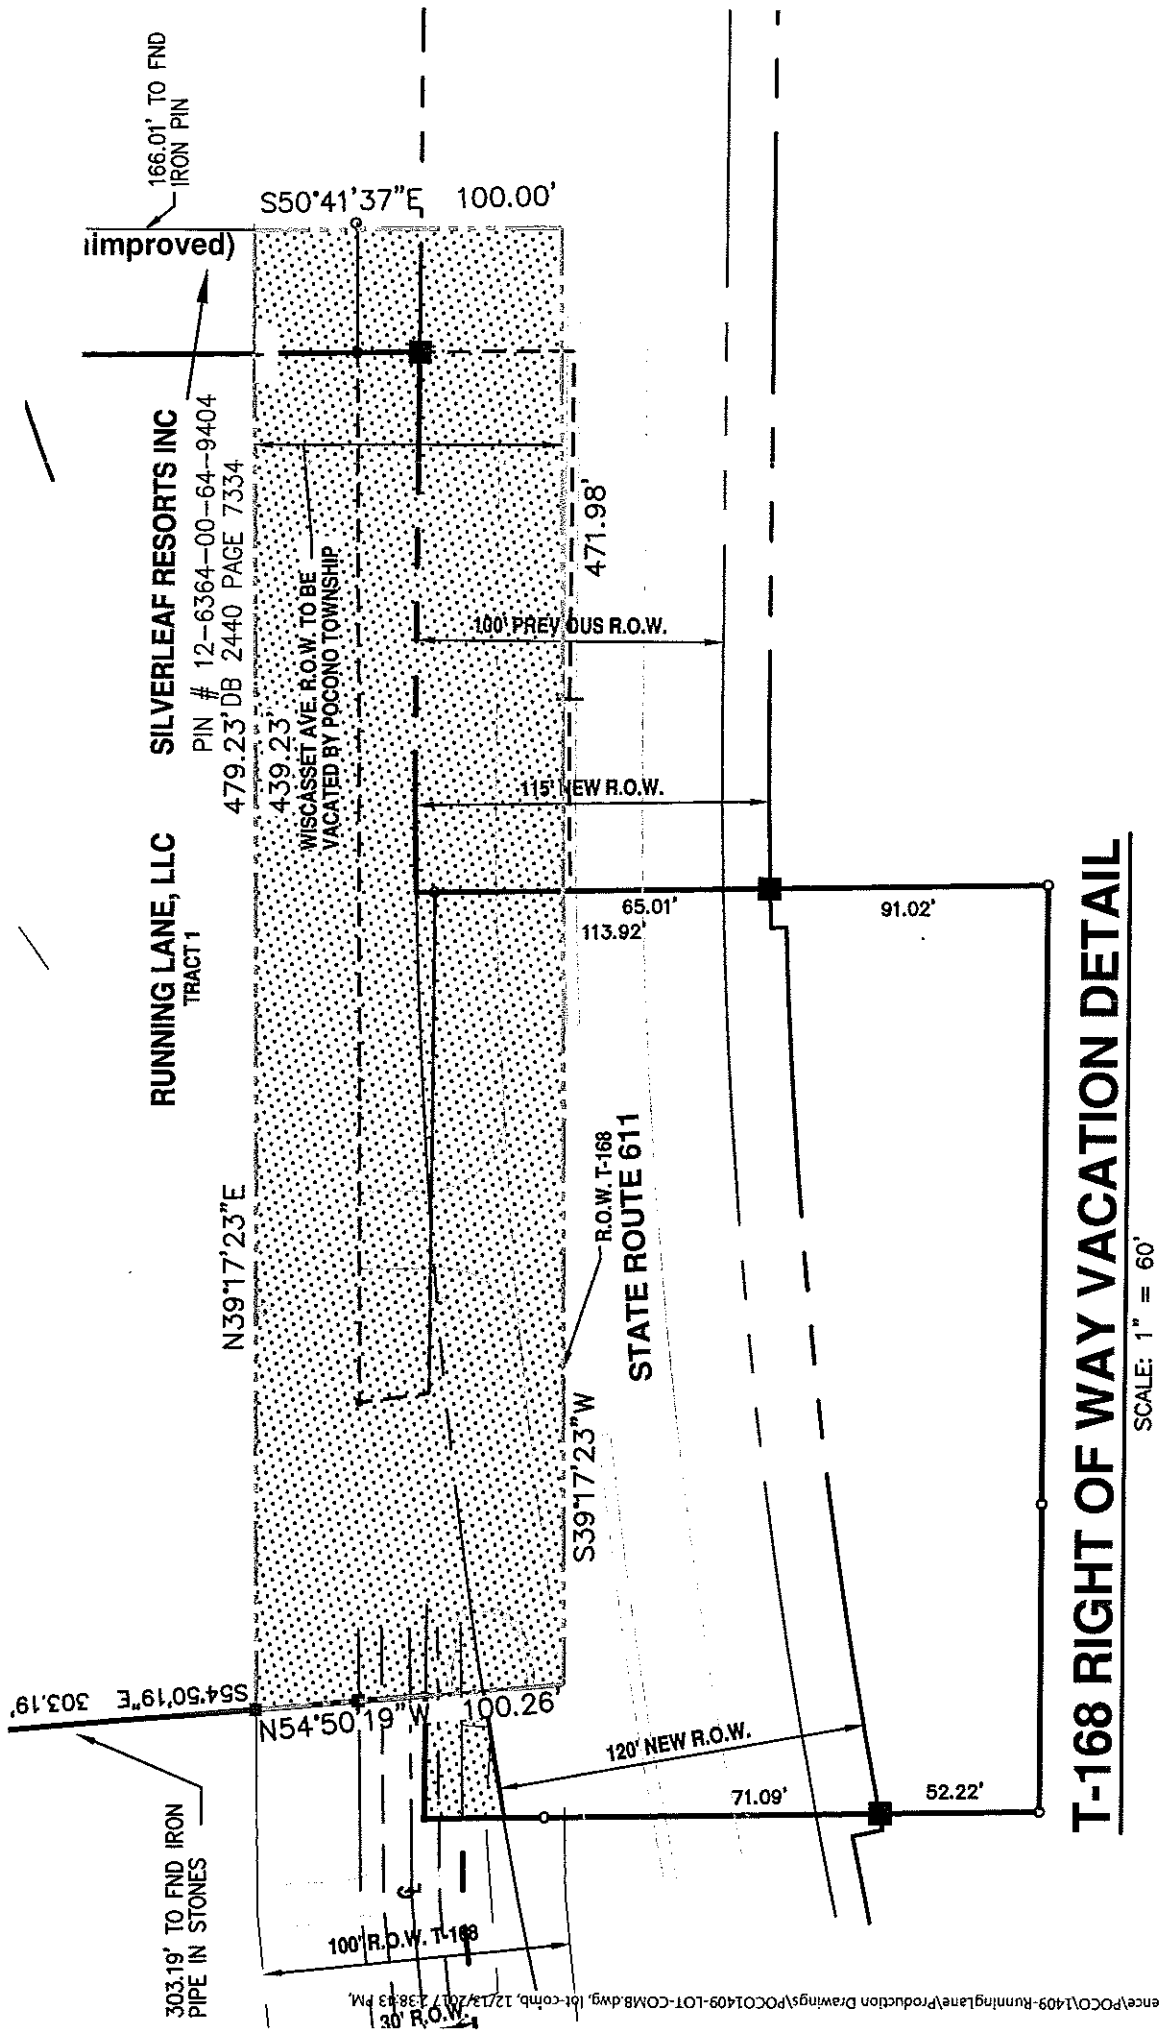 166.01' TO FND
IRON PIN
S50°41'37"E 100.00'
improved)
SILVERLEAF RESORTS INC
PIN # 12-6364-00-64-9404
DB 2440 PAGE 7334
479.23'
439.23'
WISCASSET AVE. R.O.W. TO BE
VACATED BY POCONO TOWNSHIP
RUNNING LANE, LLC
TRACT 1
N39°17'23"E
471.98'
100' PREVIOUS R.O.W.
115' NEW R.O.W.
65.01'
113.92'
91.02'
R.O.W. T-168
STATE ROUTE 611
S39°17'23"W
S54°50'19"E 303.19'
N54°50'19"W 100.26'
303.19' TO FND IRON
PIPE IN STONES
120' NEW R.O.W.
71.09'
52.22'
100' R.O.W. T-168
30' R.O.W.
T-168 RIGHT OF WAY VACATION DETAIL
SCALE: 1" = 60'
ence\POCO\1409-RunningLane\Production Drawings\POCO1409-LOT-COMB.dwg, lot-comb, 12/13/2017 2:38:43 PM,